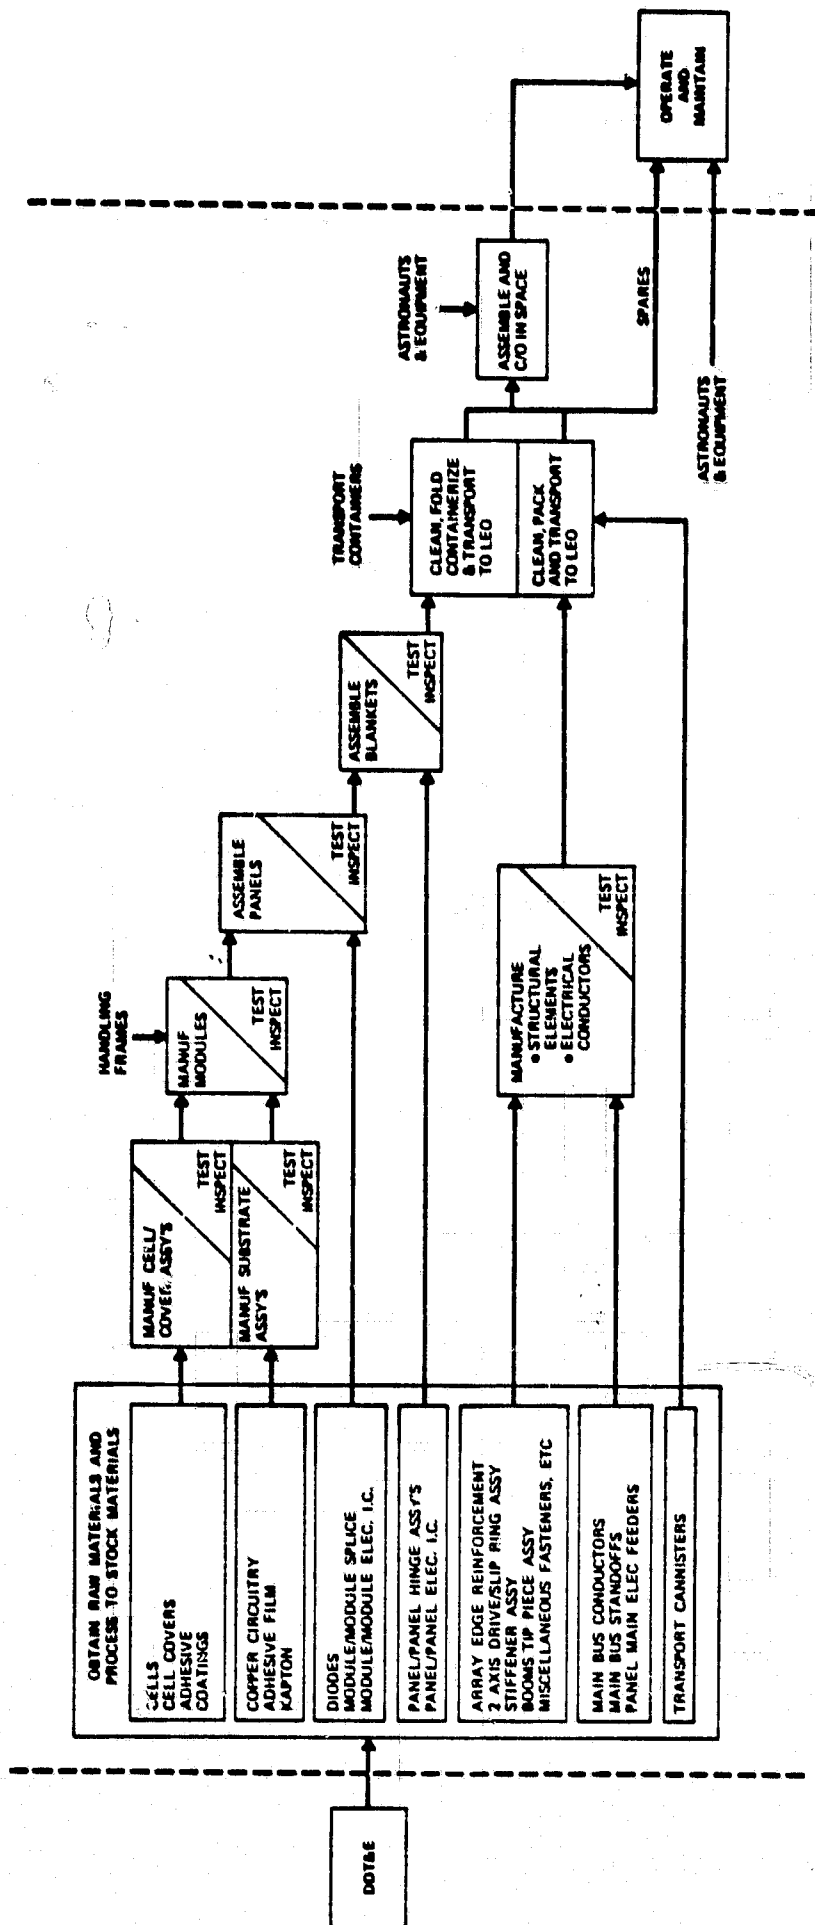 DDT&E
OBTAIN RAW MATERIALS AND
PROCESS TO STOCK MATERIALS
CELLS
CELL COVERS
ADHESIVE
COATINGS
COPPER CIRCUITRY
ADHESIVE FILM
KAPTON
DIODES
MODULE/MODULE SPLICE
MODULE/MODULE ELEC. I.C.
PANEL/PANEL HINGE ASSY'S
PANEL/PANEL ELEC. I.C.
ARRAY EDGE REINFORCEMENT
2 AXIS DRIVE/SLIP RING ASSY
STIFFENER ASSY
BOOMS TIP PIECE ASSY
MISCELLANEOUS FASTENERS, ETC
MAIN BUS CONDUCTORS
MAIN BUS STANDOFFS
PANEL MAIN ELEC FEEDERS
TRANSPORT CANNISTERS
MANUF CELL/
COVER ASSY'S
TEST
INSPECT
MANUF SUBSTRATE
ASSY'S
TEST
INSPECT
HANDLING
FRAMES
MANUF
MODULES
TEST
INSPECT
ASSEMBLE
PANELS
TEST
INSPECT
ASSEMBLE
BLANKETS
TEST
INSPECT
MANUFACTURE
● STRUCTURAL
ELEMENTS
● ELECTRICAL
CONDUCTORS
TEST
INSPECT
TRANSPORT
CONTAINERS
CLEAN, FOLD
CONTAINERIZE
& TRANSPORT
TO LEO
CLEAN, PACK
AND TRANSPORT
TO LEO
ASTRONAUTS
& EQUIPMENT
ASSEMBLE AND
C/O IN SPACE
SPARES
ASTRONAUTS
& EQUIPMENT
OPERATE
AND
MAINTAIN